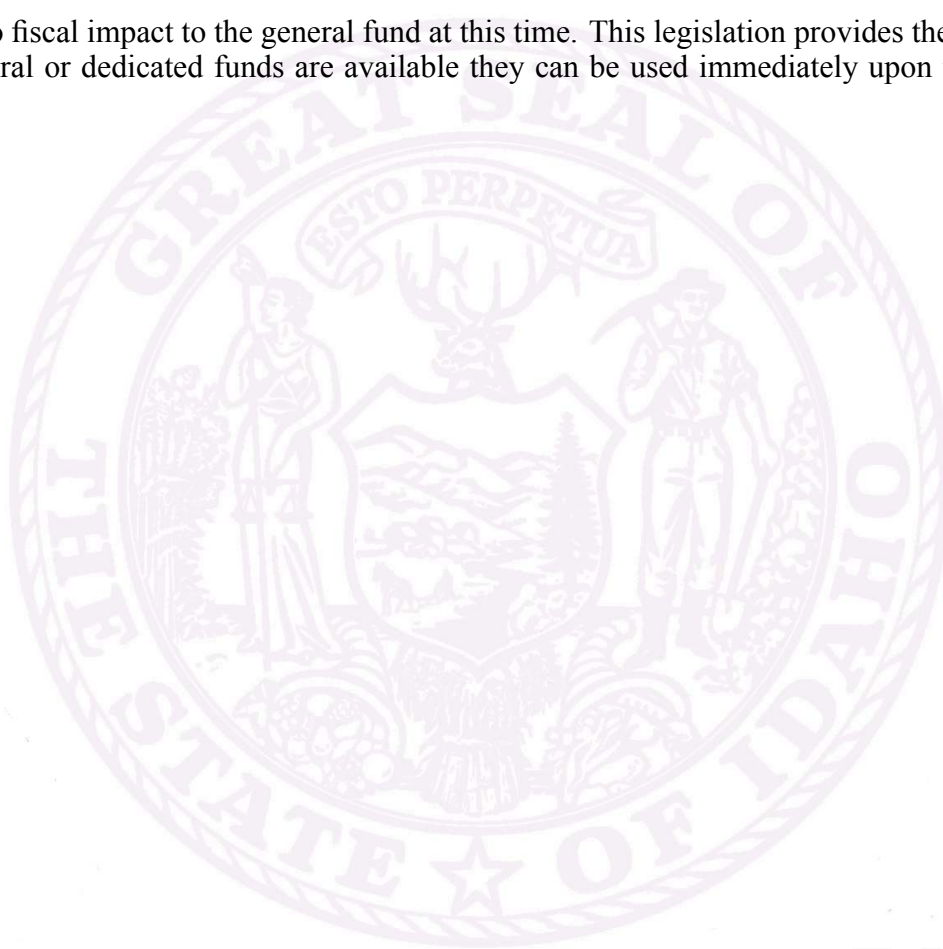 fiscal impact to the general fund at this time. This legislation provides the
or dedicated funds are available they can be used immediately upon
THE GREAT SEAL OF
ESTO PERPETUA
THE STATE OF IDAHO